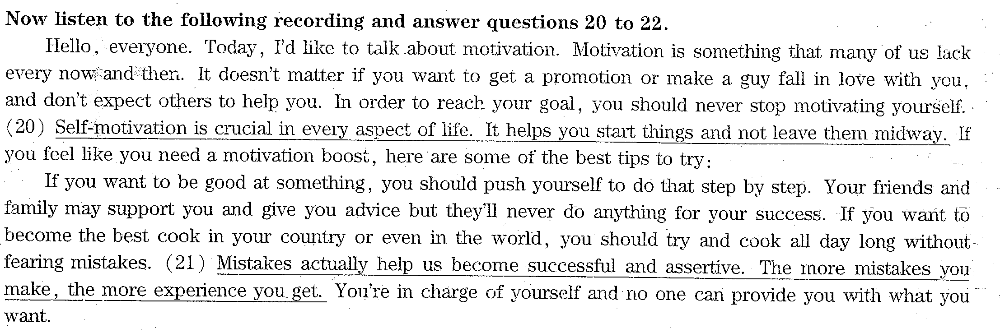 Now listen to the following recording and answer questions 20 to 22.
Hello, everyone. Today, I'd like to talk about motivation. Motivation is something that many of us lack
every now and then. It doesn't matter if you want to get a promotion or make a guy fall in love with you,
and don't expect others to help you. In order to reach your goal, you should never stop motivating yourself.
(20) Self-motivation is crucial in every aspect of life. It helps you start things and not leave them midway. If
you feel like you need a motivation boost, here are some of the best tips to try:
If you want to be good at something, you should push yourself to do that step by step. Your friends and
family may support you and give you advice but they'll never do anything for your success. If you want to
become the best cook in your country or even in the world, you should try and cook all day long without
fearing mistakes. (21) Mistakes actually help us become successful and assertive. The more mistakes you
make, the more experience you get. You're in charge of yourself and no one can provide you with what you
want.